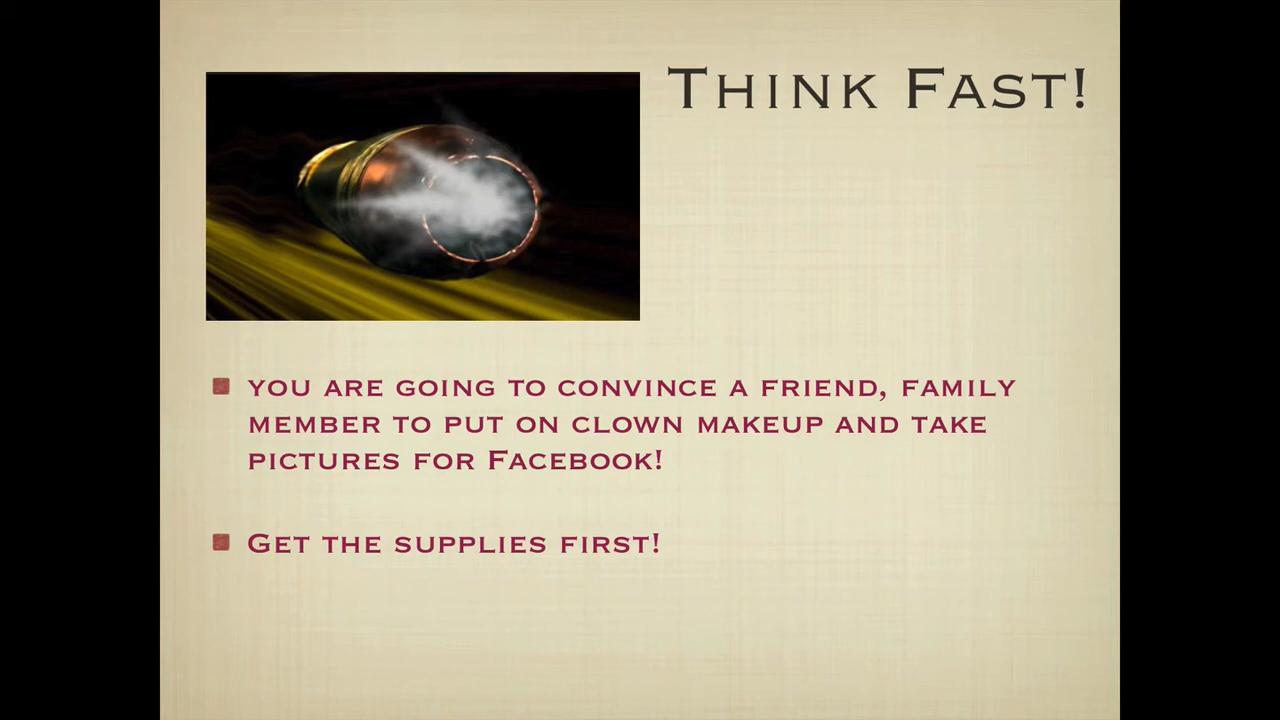 Think Fast!
you are going to convince a friend, family
member to put on clown makeup and take
pictures for Facebook!
Get the supplies first!